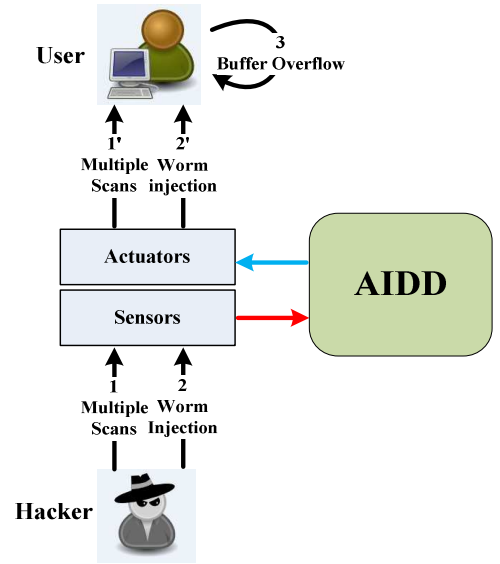 User
3
Buffer Overflow
1'
2'
Multiple
Scans
Worm
injection
Actuators
AIDD
Sensors
1
2
Multiple
Scans
Worm
Injection
Hacker